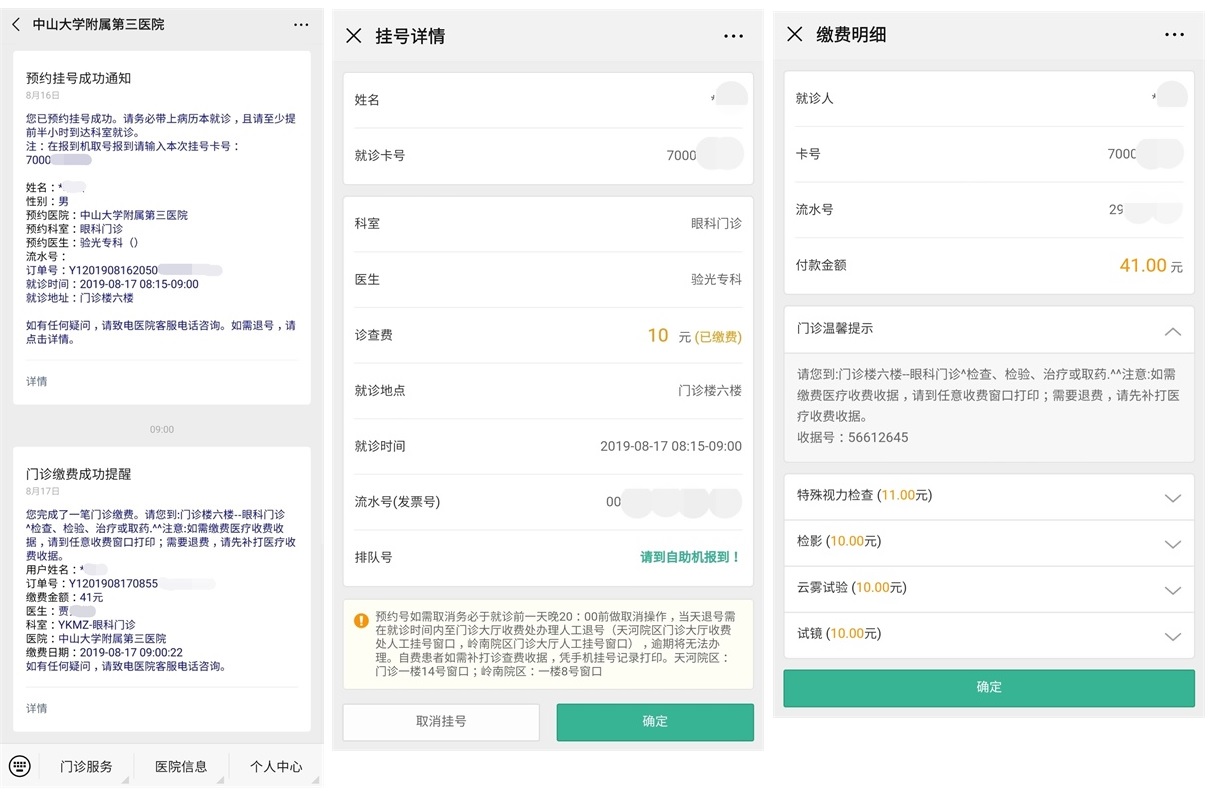 中山大学附属第三医院
预约挂号成功通知
8月16日
您已预约挂号成功。请务必带上病历本就诊，且请至少提
前半小时到达科室就诊。
注：在报到机取号报到请输入本次挂号卡号：
7000
姓名：*
性别：男
预约医院：中山大学附属第三医院
预约科室：眼科门诊
预约医生：验光专科（）
流水号：
订单号：Y1201908162050
就诊时间：2019-08-17 08:15-09:00
就诊地址：门诊楼六楼
如有任何疑问，请致电医院客服电话咨询。如需退号，请
点击详情。
详情
09:00
门诊缴费成功提醒
8月17日
您完成了一笔门诊缴费。请您到:门诊楼六楼--眼科门诊
^检查、检验、治疗或取药.^^注意:如需缴费医疗收费收
据，请到任意收费窗口打印；需要退费，请先补打医疗收
费收据。
用户姓名：*
订单号：Y1201908170855
缴费金额：41元
医生：贾
科室：YKMZ-眼科门诊
医院：中山大学附属第三医院
缴费日期：2019-08-17 09:00:22
如有任何疑问，请致电医院客服电话咨询。
详情
门诊服务 医院信息 个人中心
挂号详情
姓名 *
就诊卡号 7000
科室 眼科门诊
医生 验光专科
诊查费 10 元 (已缴费)
就诊地点 门诊楼六楼
就诊时间 2019-08-17 08:15-09:00
流水号(发票号) 00
排队号 请到自助机报到！
预约号如需取消务必于就诊前一天晚20：00前做取消操作，当天退号需
在就诊时间内至门诊大厅收费处办理人工退号（天河院区门诊大厅收费
处人工挂号窗口，岭南院区门诊大厅人工挂号窗口），逾期将无法办
理。自费患者如需补打诊查费收据，凭手机挂号记录打印。天河院区：
门诊一楼14号窗口；岭南院区：一楼8号窗口
取消挂号 确定
缴费明细
就诊人 *
卡号 7000
流水号 29
付款金额 41.00 元
门诊温馨提示
请您到:门诊楼六楼--眼科门诊^检查、检验、治疗或取药.^^注意:如需
缴费医疗收费收据，请到任意收费窗口打印；需要退费，请先补打医
疗收费收据。
收据号：56612645
特殊视力检查 (11.00元)
检影 (10.00元)
云雾试验 (10.00元)
试镜 (10.00元)
确定